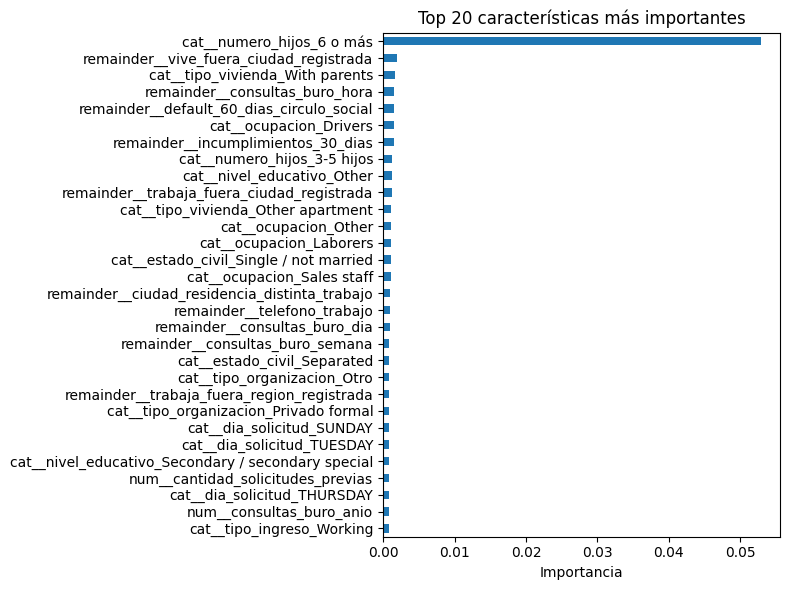 Top 20 características más importantes
cat__numero_hijos_6 o más
remainder__vive_fuera_ciudad_registrada
cat__tipo_vivienda_With parents
remainder__consultas_buro_hora
remainder__default_60_dias_circulo_social
cat__ocupacion_Drivers
remainder__incumplimientos_30_dias
cat__numero_hijos_3-5 hijos
cat__nivel_educativo_Other
remainder__trabaja_fuera_ciudad_registrada
cat__tipo_vivienda_Other apartment
cat__ocupacion_Other
cat__ocupacion_Laborers
cat__estado_civil_Single / not married
cat__ocupacion_Sales staff
remainder__ciudad_residencia_distinta_trabajo
remainder__telefono_trabajo
remainder__consultas_buro_dia
remainder__consultas_buro_semana
cat__estado_civil_Separated
cat__tipo_organizacion_Otro
remainder__trabaja_fuera_region_registrada
cat__tipo_organizacion_Privado formal
cat__dia_solicitud_SUNDAY
cat__dia_solicitud_TUESDAY
cat__nivel_educativo_Secondary / secondary special
num__cantidad_solicitudes_previas
cat__dia_solicitud_THURSDAY
num__consultas_buro_anio
cat__tipo_ingreso_Working
0.00 0.01 0.02 0.03 0.04 0.05
Importancia